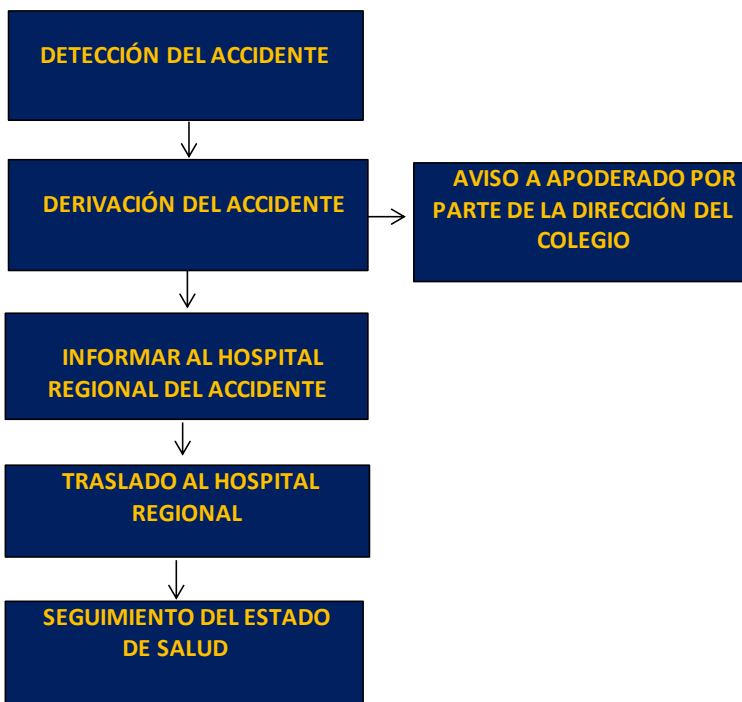 DETECCIÓN DEL ACCIDENTE
DERIVACIÓN DEL ACCIDENTE
AVISO A APODERADO POR
PARTE DE LA DIRECCIÓN DEL
COLEGIO
INFORMAR AL HOSPITAL
REGIONAL DEL ACCIDENTE
TRASLADO AL HOSPITAL
REGIONAL
SEGUIMIENTO DEL ESTADO
DE SALUD